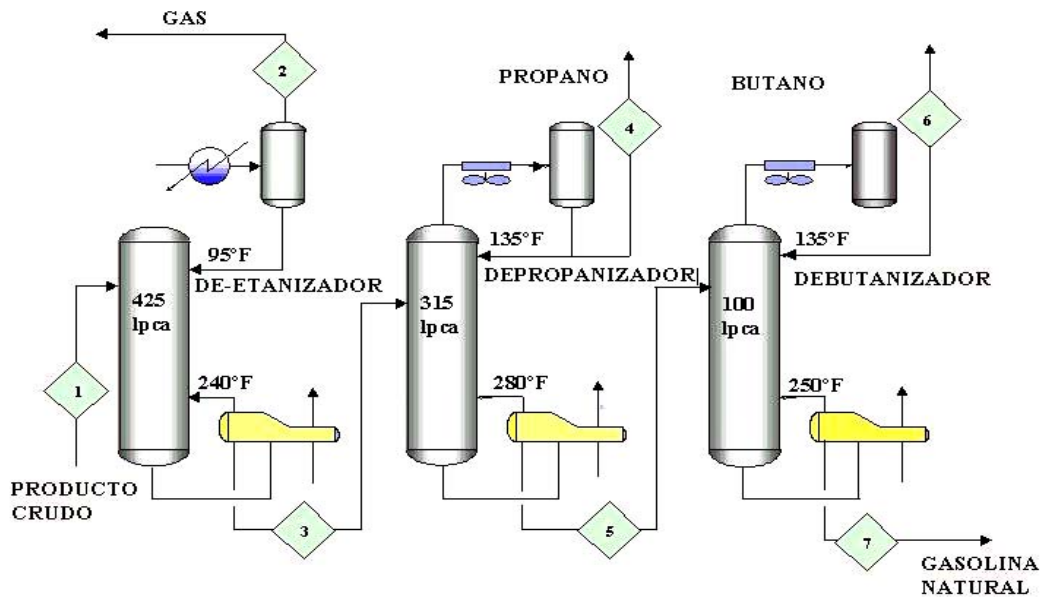 GAS
2
PROPANO
4
BUTANO
6
95°F
DE-ETANIZADOR
135°F
DEPROPANIZADOR
135°F
DEBUTANIZADOR
425
lpca
315
lpca
100
lpca
1
240°F
280°F
250°F
PRODUCTO
CRUDO
3
5
7
GASOLINA
NATURAL